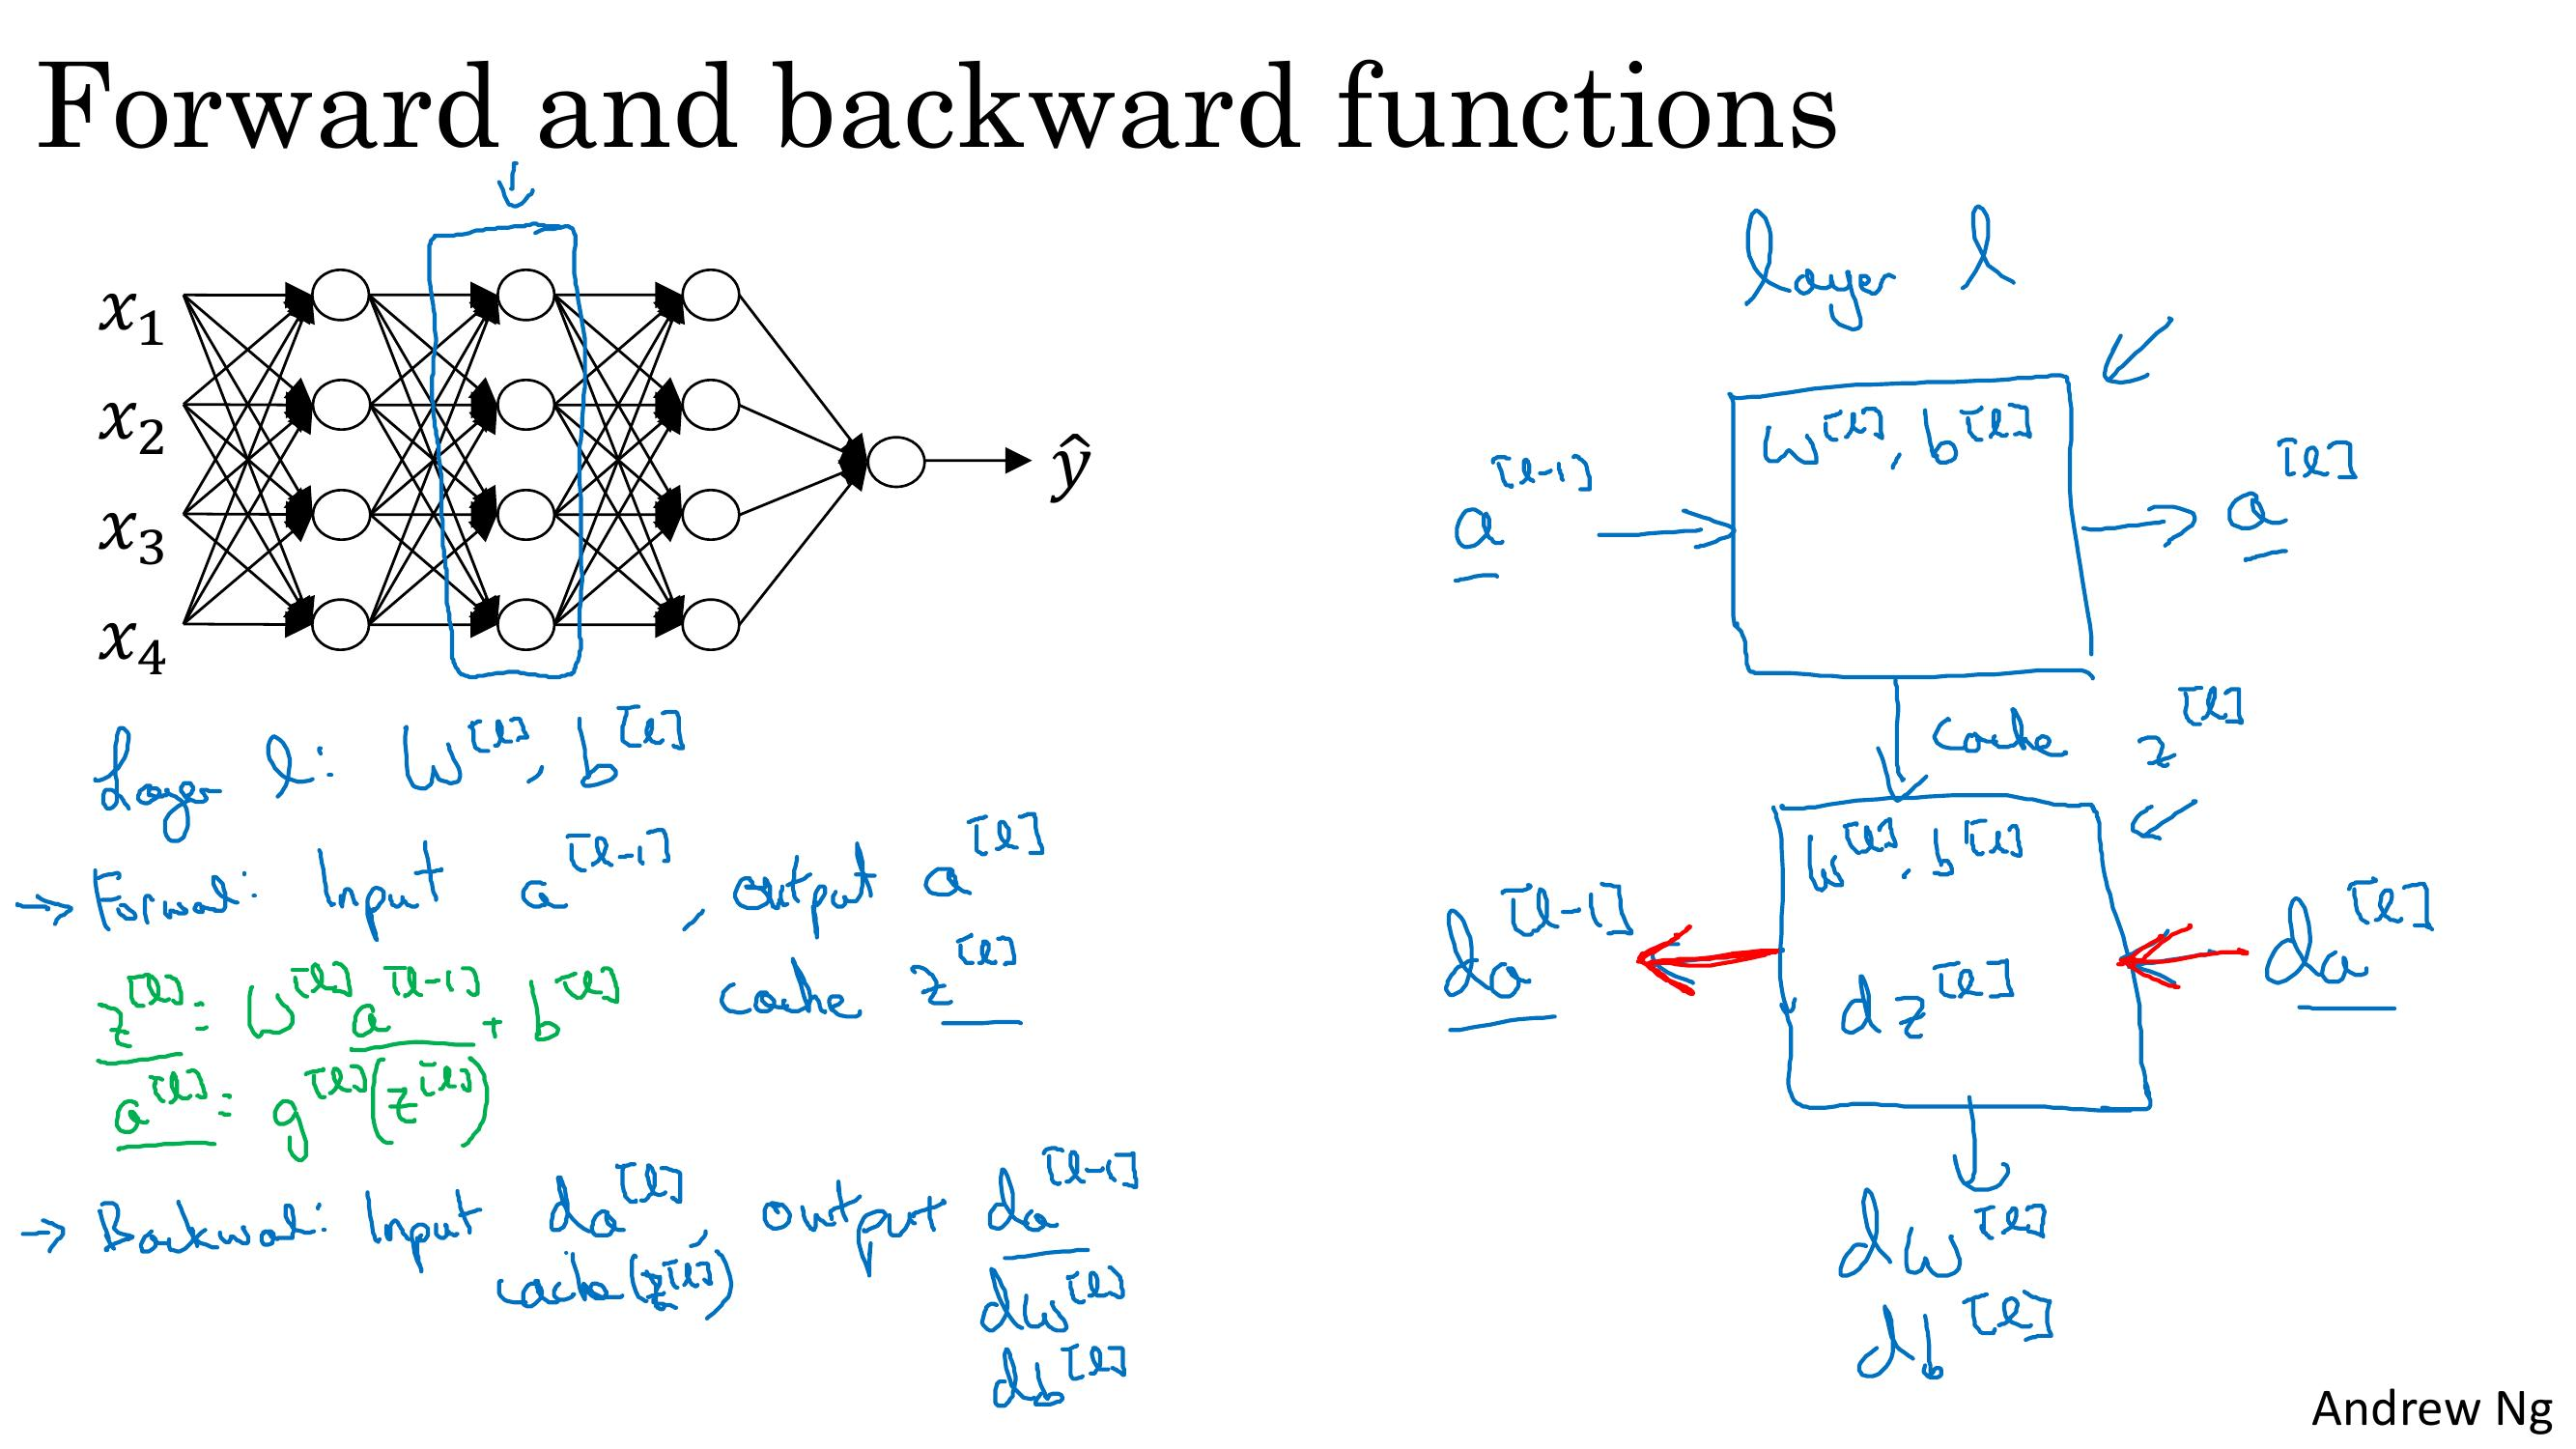 Forward and backward functions
x₁
x₂
x₃
x₄
ŷ
Layer l: W^[l], b^[l]
→ Forward: Input a^[l-1], output a^[l]
cache z^[l]
z^[l] = W^[l] a^[l-1] + b^[l]
a^[l] = g^[l](z^[l])
→ Backward: Input da^[l], output da^[l-1]
cache (z^[l])
dW^[l]
db^[l]
layer l
W^[l], b^[l]
a^[l-1]
a^[l]
cache z^[l]
W^[l], b^[l]
da^[l-1]
dz^[l]
da^[l]
dW^[l]
db^[l]
Andrew Ng